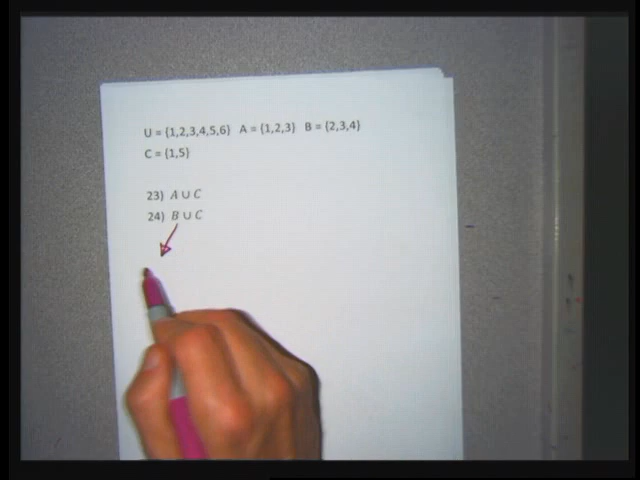 U = {1,2,3,4,5,6} A = {1,2,3} B = {2,3,4}
C = {1,5}
23) A ∪ C
24) B ∪ C